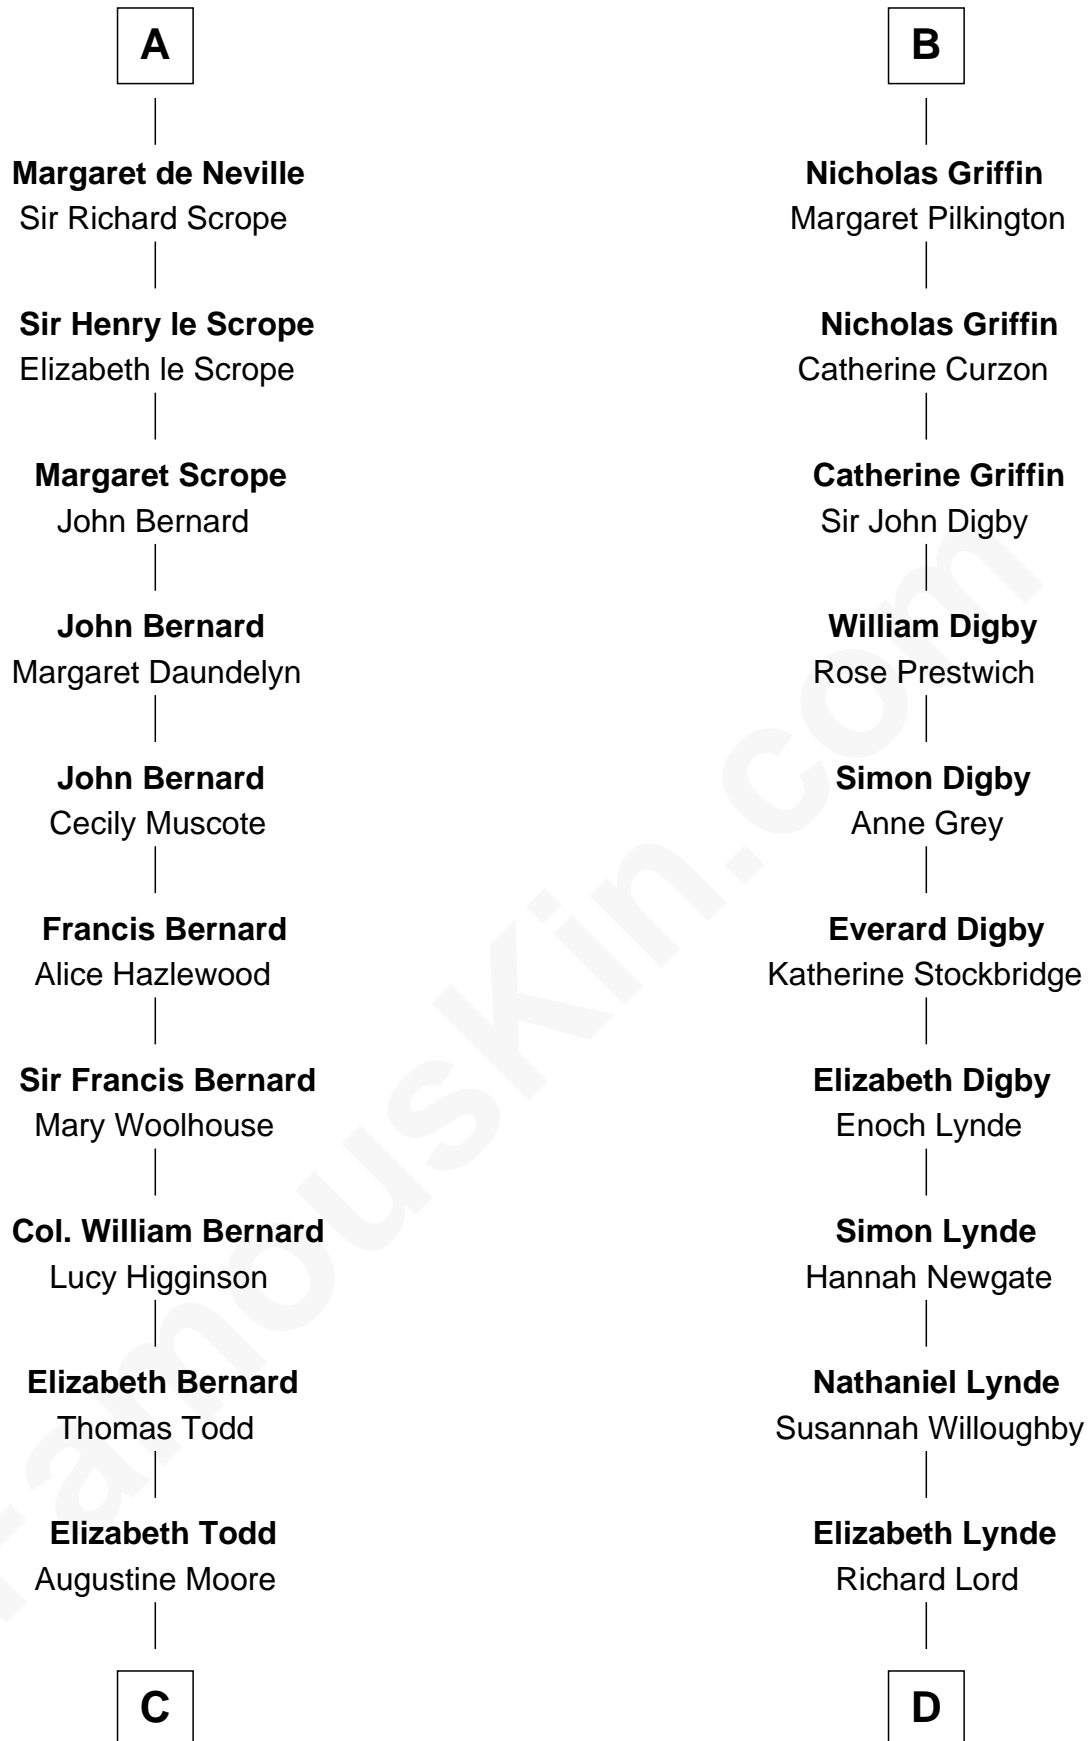 A
Margaret de Neville
Sir Richard Scrope
Sir Henry le Scrope
Elizabeth le Scrope
Margaret Scrope
John Bernard
John Bernard
Margaret Daundelyn
John Bernard
Cecily Muscote
Francis Bernard
Alice Hazlewood
Sir Francis Bernard
Mary Woolhouse
Col. William Bernard
Lucy Higginson
Elizabeth Bernard
Thomas Todd
Elizabeth Todd
Augustine Moore
C
B
Nicholas Griffin
Margaret Pilkington
Nicholas Griffin
Catherine Curzon
Catherine Griffin
Sir John Digby
William Digby
Rose Prestwich
Simon Digby
Anne Grey
Everard Digby
Katherine Stockbridge
Elizabeth Digby
Enoch Lynde
Simon Lynde
Hannah Newgate
Nathaniel Lynde
Susannah Willoughby
Elizabeth Lynde
Richard Lord
D
FamousKin.com